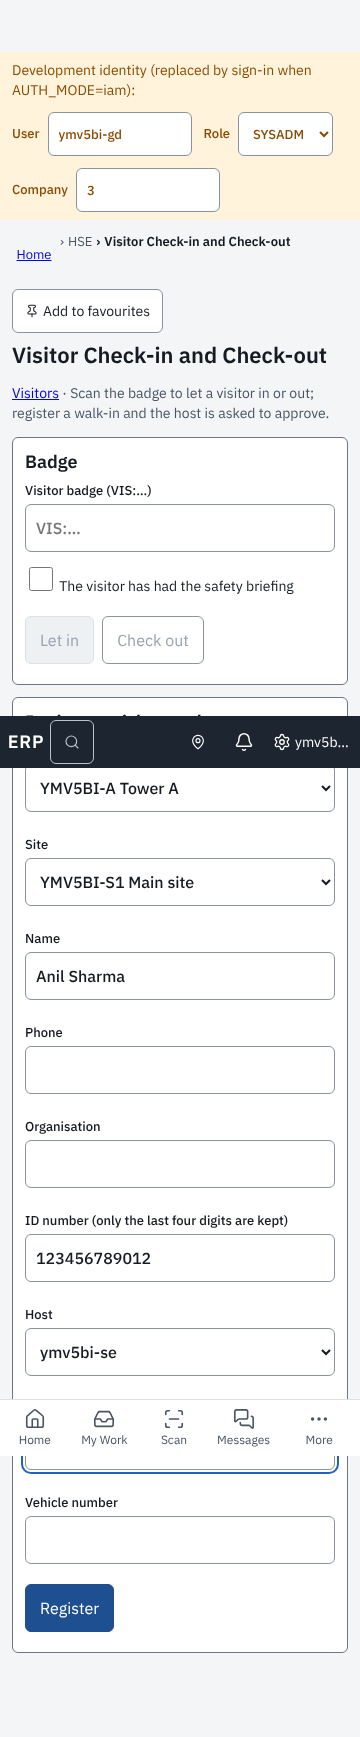 Development identity (replaced by sign-in when
AUTH_MODE=iam):
User ymv5bi-gd Role SYSADM
Company 3
Home › HSE › Visitor Check-in and Check-out
Add to favourites
Visitor Check-in and Check-out
Visitors · Scan the badge to let a visitor in or out;
register a walk-in and the host is asked to approve.
Badge
Visitor badge (VIS:...)
VIS:...
The visitor has had the safety briefing
Let in Check out
ERP ymv5b...
YMV5BI-A Tower A
Site
YMV5BI-S1 Main site
Name
Anil Sharma
Phone
Organisation
ID number (only the last four digits are kept)
123456789012
Host
ymv5bi-se
Home My Work Scan Messages More
Vehicle number
Register